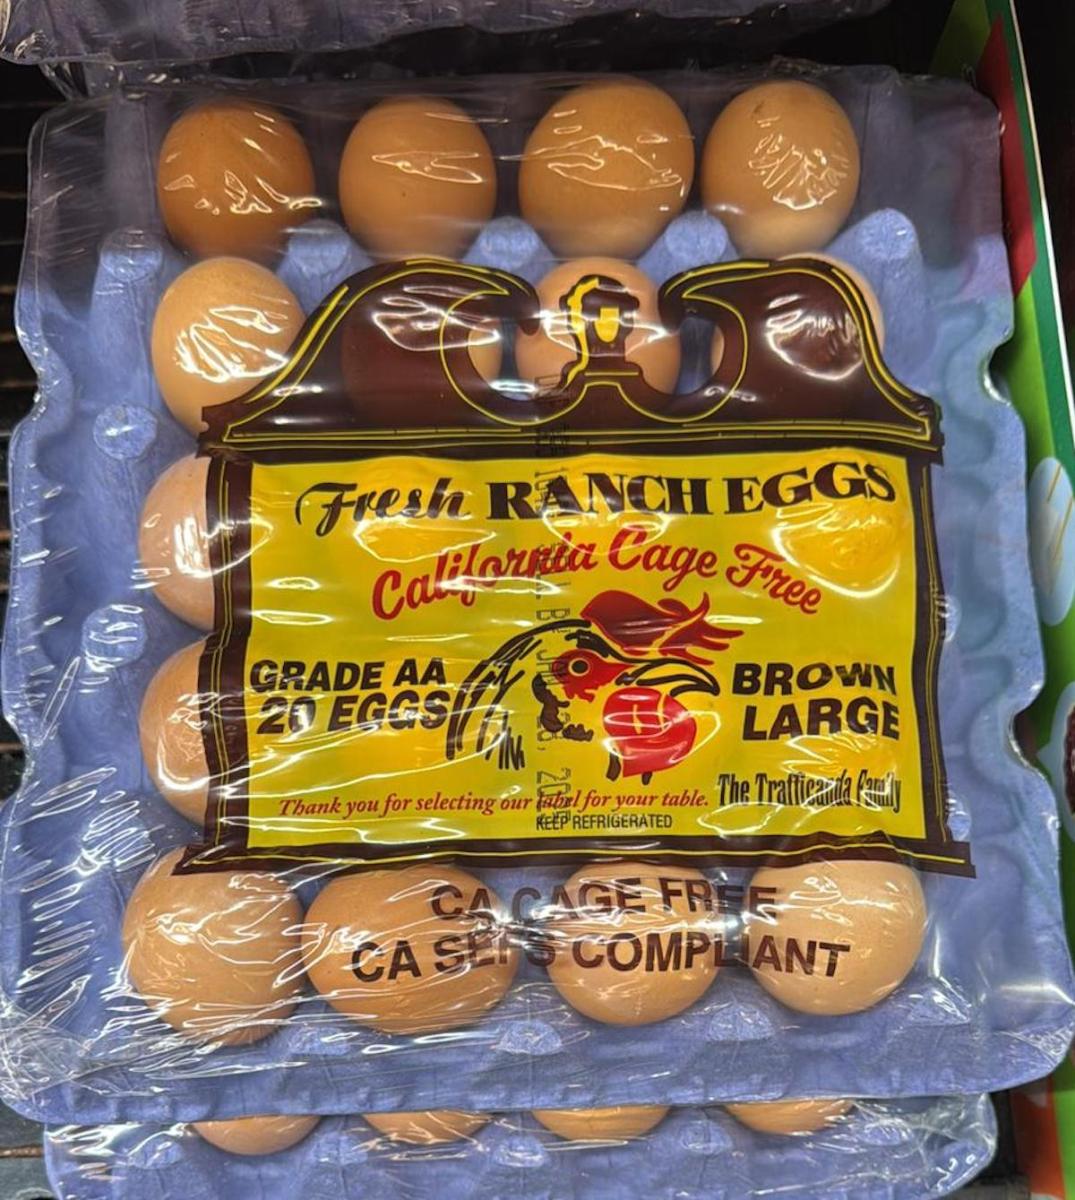 Fresh RANCH EGGS
California Cage Free
GRADE AA
20 EGGS
BROWN
LARGE
The Trafficanda Family
Thank you for selecting our label for your table.
KEEP REFRIGERATED
CA CAGE FREE
CA SEFS COMPLIANT